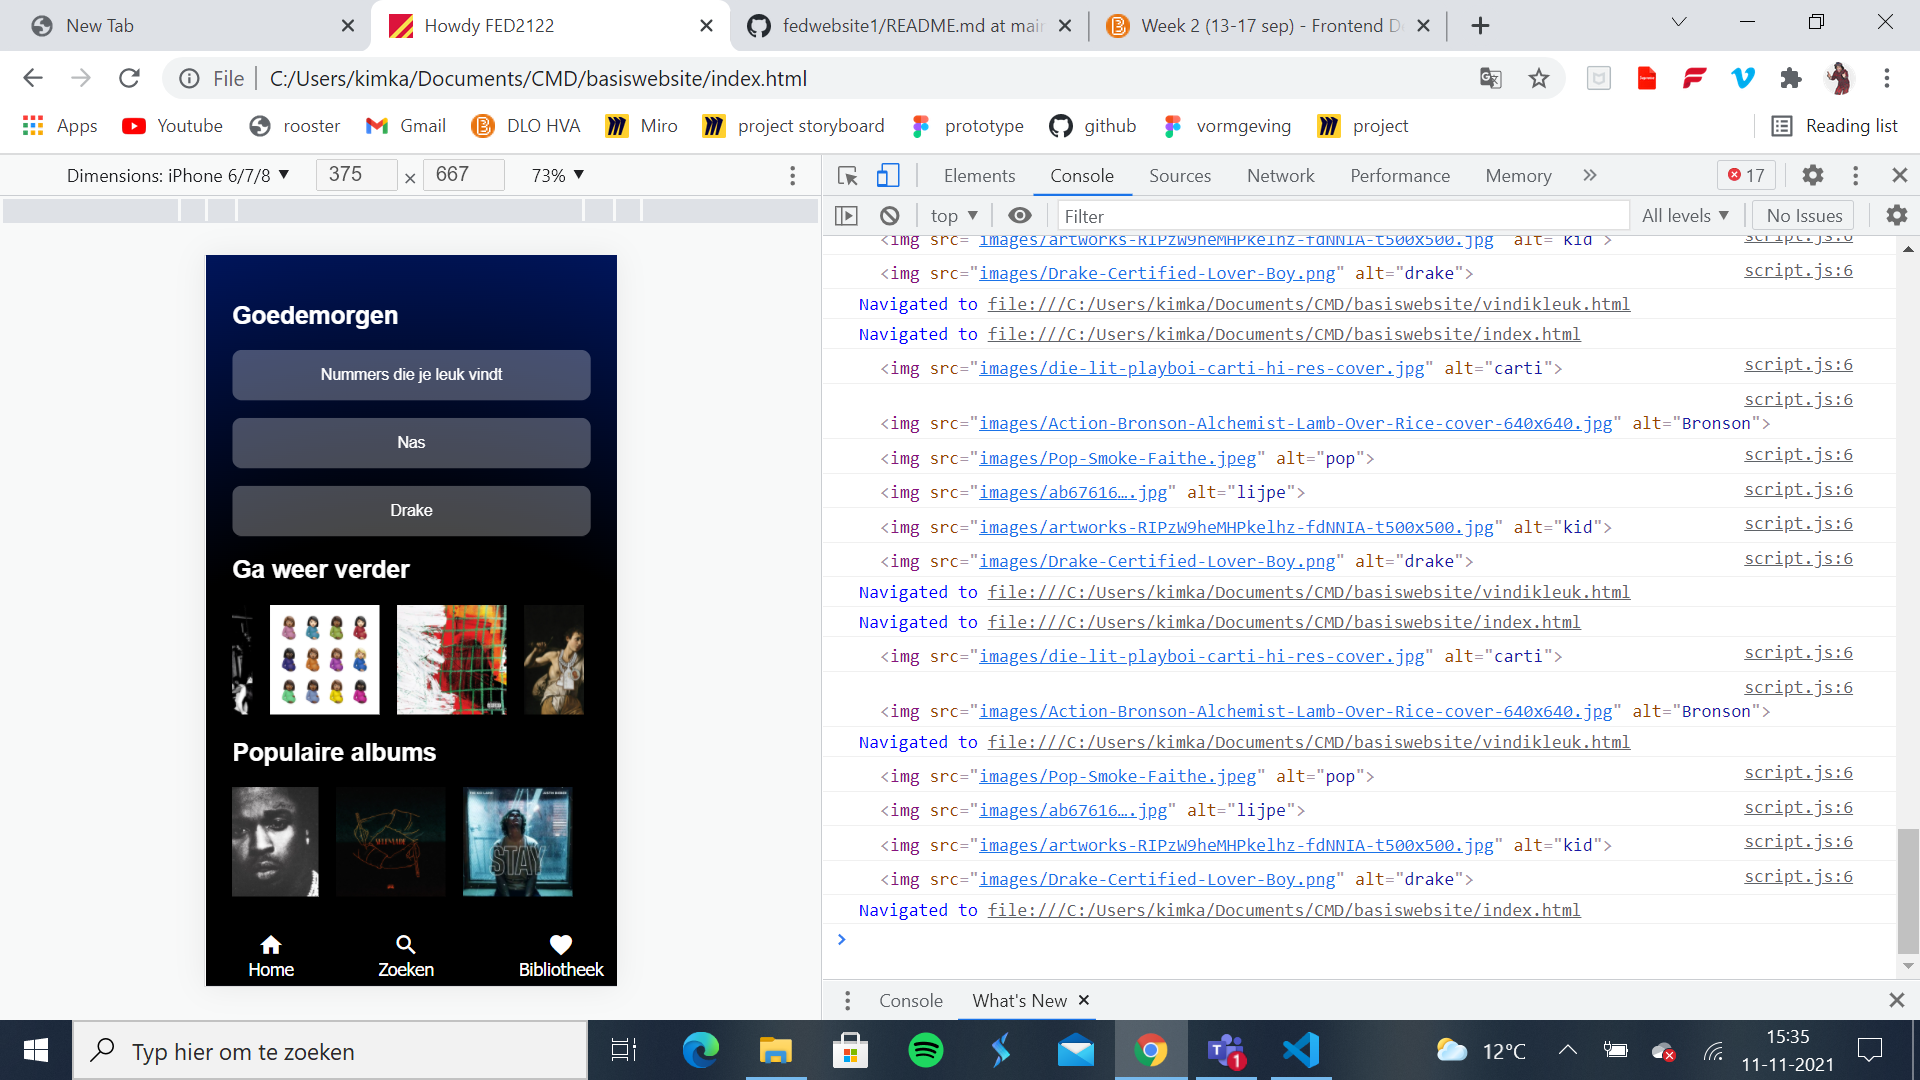 New Tab
Howdy FED2122
fedwebsite1/README.md at mair
Week 2 (13-17 sep) - Frontend D
File
C:/Users/kimka/Documents/CMD/basiswebsite/index.html
Apps
Youtube
rooster
Gmail
DLO HVA
Miro
project storyboard
prototype
github
vormgeving
project
Reading list
Dimensions: iPhone 6/7/8 ▼ 375 × 667 73% ▼
Elements Console Sources Network Performance Memory » 17
top ▼ Filter All levels ▼ No Issues
Goedemorgen
Nummers die je leuk vindt
Nas
Drake
Ga weer verder
Populaire albums
STAY
Home
Zoeken
Bibliotheek
<img src="images/artworks-RIPzW9heMHPkelhz-fdNNIA-t500x500.jpg" alt="kid"> script.js:6
<img src="images/Drake-Certified-Lover-Boy.png" alt="drake"> script.js:6
Navigated to file:///C:/Users/kimka/Documents/CMD/basiswebsite/vindikleuk.html
Navigated to file:///C:/Users/kimka/Documents/CMD/basiswebsite/index.html
<img src="images/die-lit-playboi-carti-hi-res-cover.jpg" alt="carti"> script.js:6
script.js:6
<img src="images/Action-Bronson-Alchemist-Lamb-Over-Rice-cover-640x640.jpg" alt="Bronson">
<img src="images/Pop-Smoke-Faithe.jpeg" alt="pop"> script.js:6
<img src="images/ab67616….jpg" alt="lijpe"> script.js:6
<img src="images/artworks-RIPzW9heMHPkelhz-fdNNIA-t500x500.jpg" alt="kid"> script.js:6
<img src="images/Drake-Certified-Lover-Boy.png" alt="drake"> script.js:6
Navigated to file:///C:/Users/kimka/Documents/CMD/basiswebsite/vindikleuk.html
Navigated to file:///C:/Users/kimka/Documents/CMD/basiswebsite/index.html
<img src="images/die-lit-playboi-carti-hi-res-cover.jpg" alt="carti"> script.js:6
script.js:6
<img src="images/Action-Bronson-Alchemist-Lamb-Over-Rice-cover-640x640.jpg" alt="Bronson">
Navigated to file:///C:/Users/kimka/Documents/CMD/basiswebsite/vindikleuk.html
<img src="images/Pop-Smoke-Faithe.jpeg" alt="pop"> script.js:6
<img src="images/ab67616….jpg" alt="lijpe"> script.js:6
<img src="images/artworks-RIPzW9heMHPkelhz-fdNNIA-t500x500.jpg" alt="kid"> script.js:6
<img src="images/Drake-Certified-Lover-Boy.png" alt="drake"> script.js:6
Navigated to file:///C:/Users/kimka/Documents/CMD/basiswebsite/index.html
Console What's New
Typ hier om te zoeken
1
12°C
15:35
11-11-2021